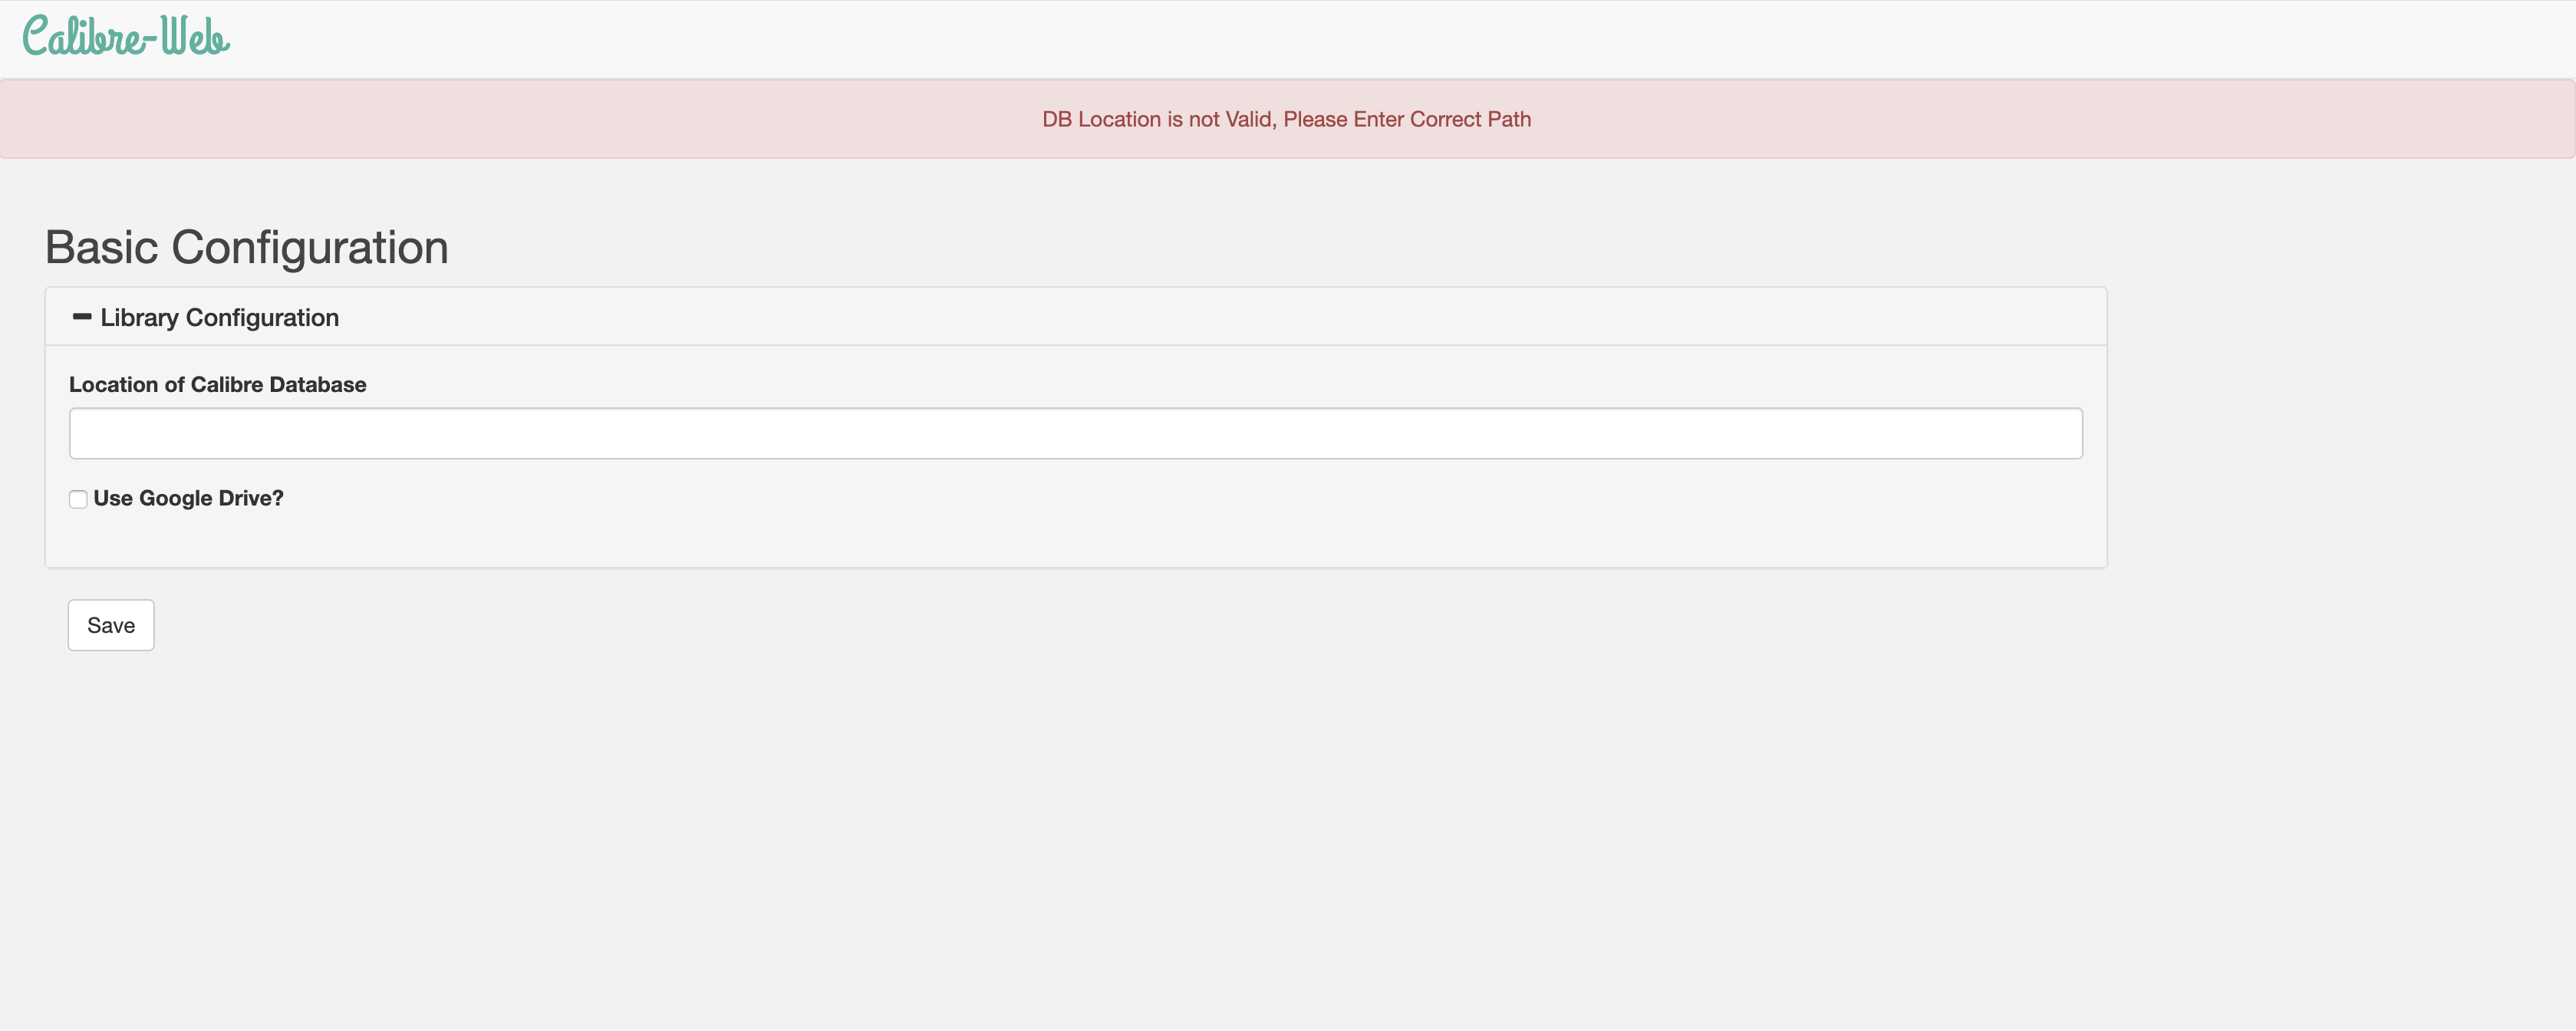 Calibre-Web
DB Location is not Valid, Please Enter Correct Path
Basic Configuration
Library Configuration
Location of Calibre Database
Use Google Drive?
Save